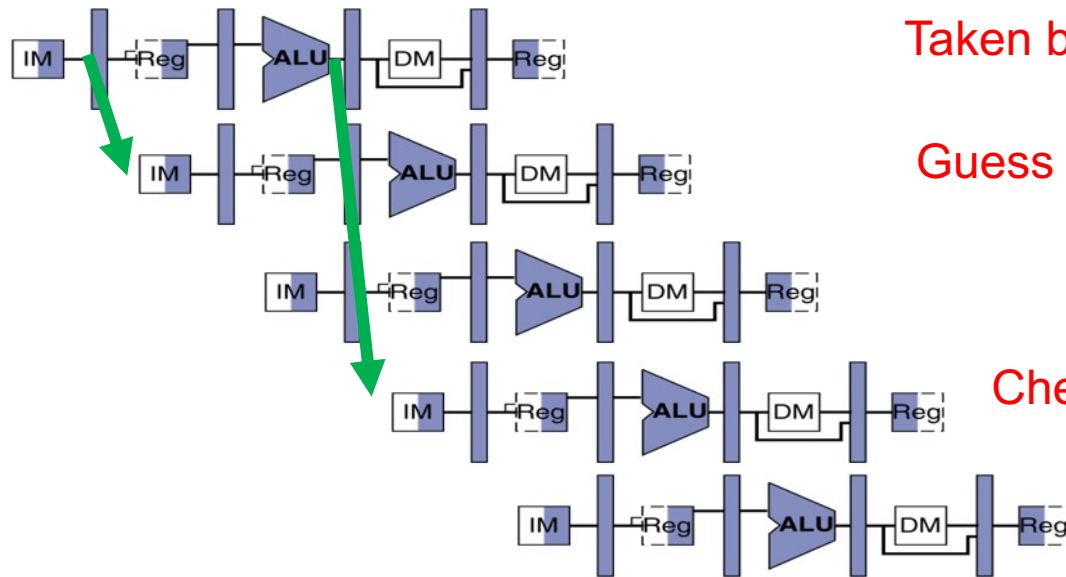 IM Reg ALU DM Reg Taken b
IM Reg ALU DM Reg Guess
IM Reg ALU DM Reg
IM Reg ALU DM Reg Che
IM Reg ALU DM Reg